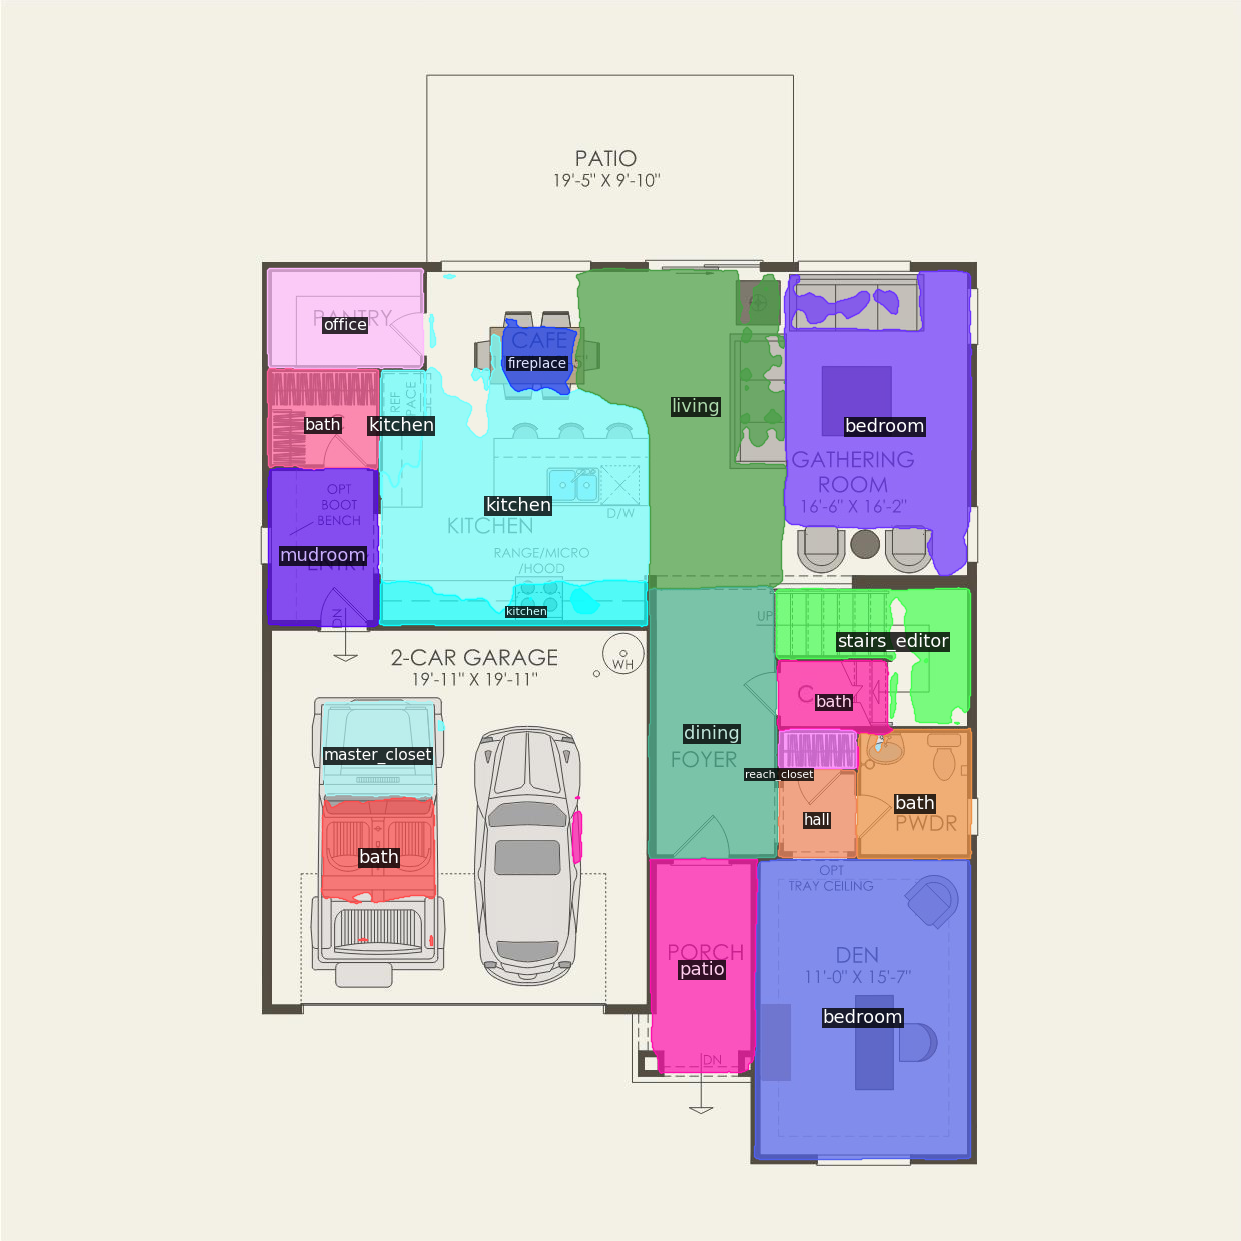 PATIO
19'-5" X 9'-10"
PANTRY
office
CAFE
fireplace
bath
REF
SPACE
kitchen
living
bedroom
GATHERING
ROOM
16'-6" X 16'-2"
OPT
BOOT
BENCH
mudroom
ENTRY
DN
kitchen
KITCHEN
D/W
RANGE/MICRO
/HOOD
kitchen
2-CAR GARAGE
19'-11" X 19'-11"
WH
UP
stairs_editor
bath
dining
FOYER
reach_closet
hall
bath
PWDR
master_closet
bath
OPT
TRAY CEILING
PORCH
patio
DN
DEN
11'-0" X 15'-7"
bedroom